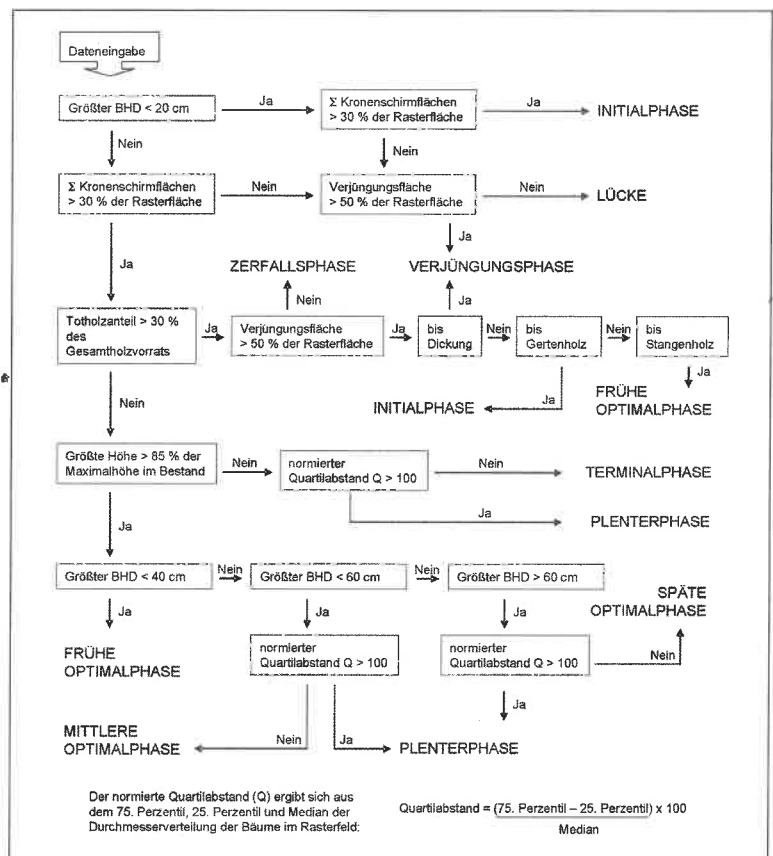 Dateneingabe
Größter BHD < 20 cm
Ja
Σ Kronenschirmflächen
> 30 % der Rasterfläche
Ja
INITIALPHASE
Nein
Nein
Σ Kronenschirmflächen
> 30 % der Rasterfläche
Nein
Verjüngungsfläche
> 50 % der Rasterfläche
Nein
LÜCKE
Ja
Ja
ZERFALLSPHASE
VERJÜNGUNGSPHASE
Nein
Ja
Totholzanteil > 30 %
des
Gesamtholzvorrats
Ja
Verjüngungsfläche
> 50 % der Rasterfläche
Ja
bis
Dickung
Nein
bis
Gertenholz
Nein
bis
Stangenholz
Nein
Ja
Ja
INITIALPHASE
FRÜHE
OPTIMALPHASE
Größte Höhe > 85 % der
Maximalhöhe im Bestand
Nein
normierter
Quartilabstand Q > 100
Nein
TERMINALPHASE
Ja
PLENTERPHASE
Ja
Größter BHD < 40 cm
Nein
Größter BHD < 60 cm
Nein
Größter BHD > 60 cm
SPÄTE
OPTIMALPHASE
Ja
Ja
Ja
FRÜHE
OPTIMALPHASE
normierter
Quartilabstand Q > 100
normierter
Quartilabstand Q > 100
Nein
Ja
MITTLERE
OPTIMALPHASE
Nein
Ja
PLENTERPHASE
Der normierte Quartilabstand (Q) ergibt sich aus
dem 75. Perzentil, 25. Perzentil und Median der
Durchmesserverteilung der Bäume im Rasterfeld:
Quartilabstand = (75. Perzentil – 25. Perzentil) x 100
Median